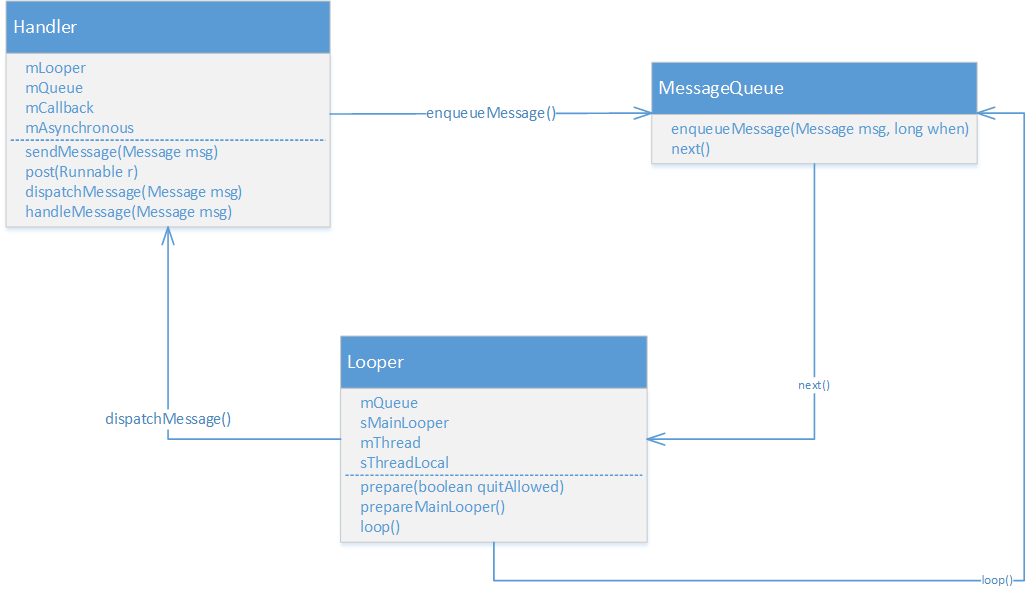 Handler
mLooper
mQueue
mCallback
mAsynchronous
sendMessage(Message msg)
post(Runnable r)
dispatchMessage(Message msg)
handleMessage(Message msg)
enqueueMessage()
MessageQueue
enqueueMessage(Message msg, long when)
next()
next()
dispatchMessage()
Looper
mQueue
sMainLooper
mThread
sThreadLocal
prepare(boolean quitAllowed)
prepareMainLooper()
loop()
loop()